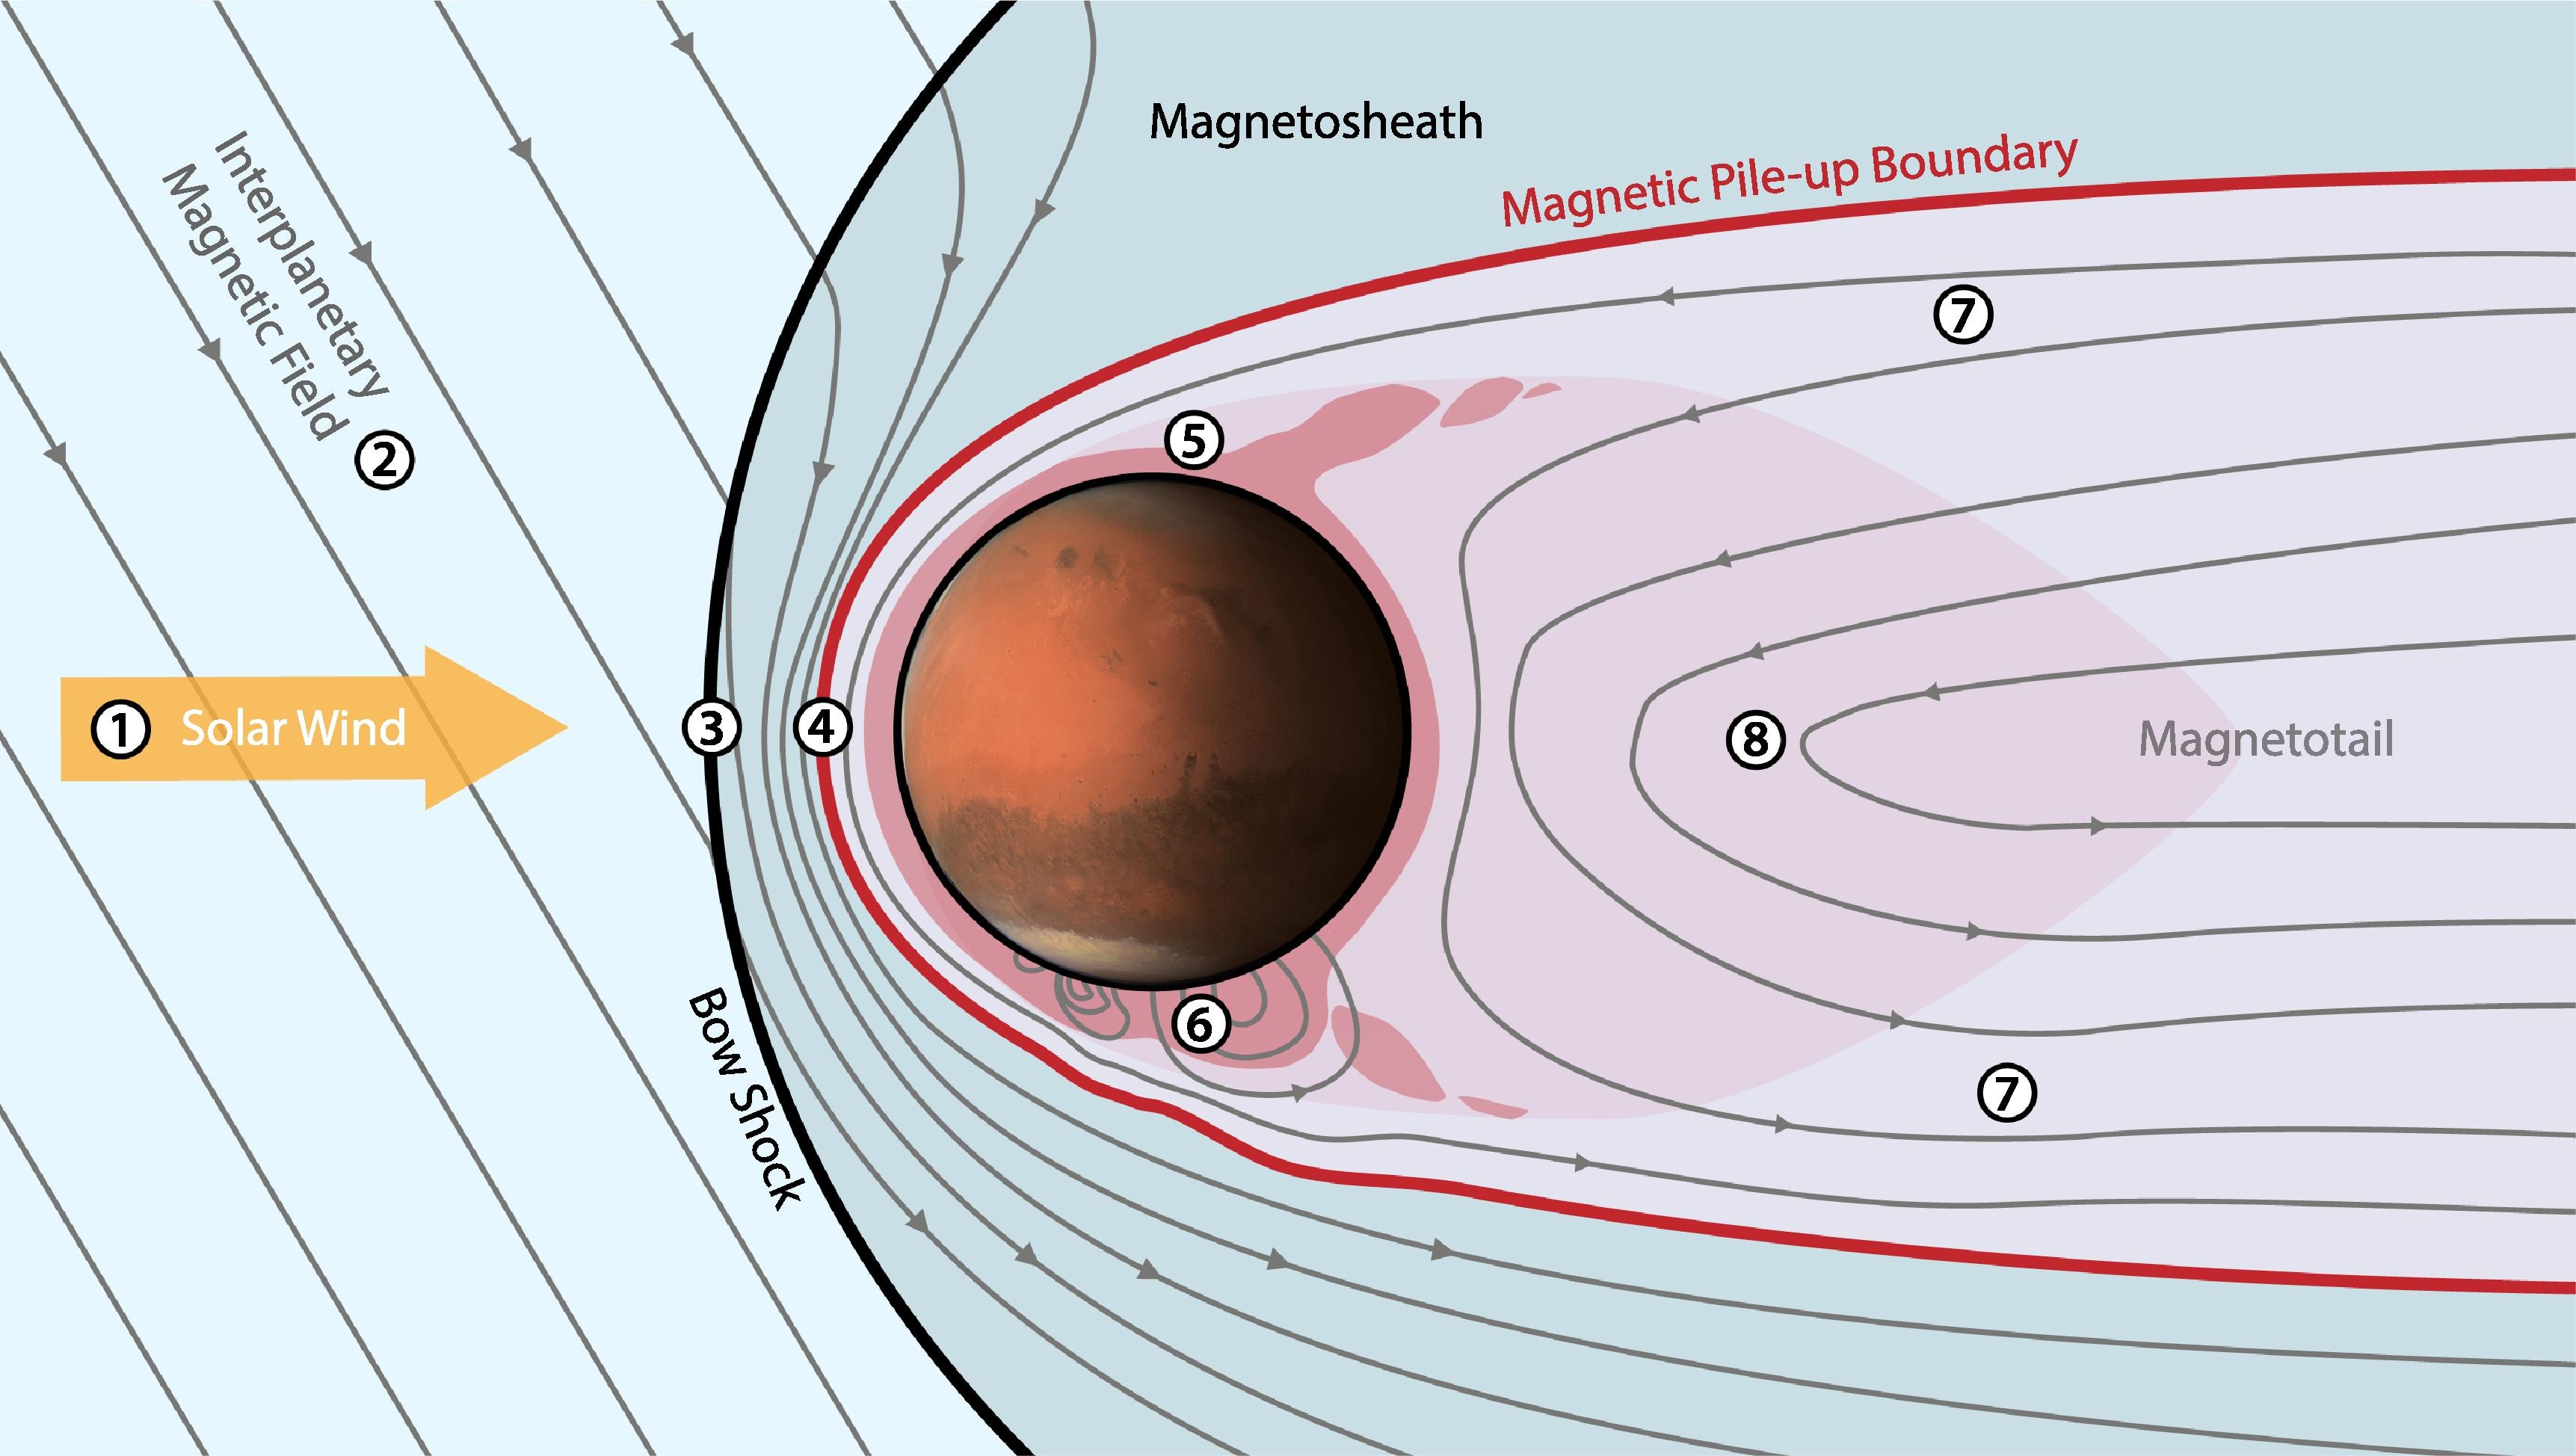 Magnetosheath
Magnetic Pile-up Boundary
Interplanetary
Magnetic Field
2
7
5
1 Solar Wind
3
4
8
Magnetotail
6
7
Bow Shock